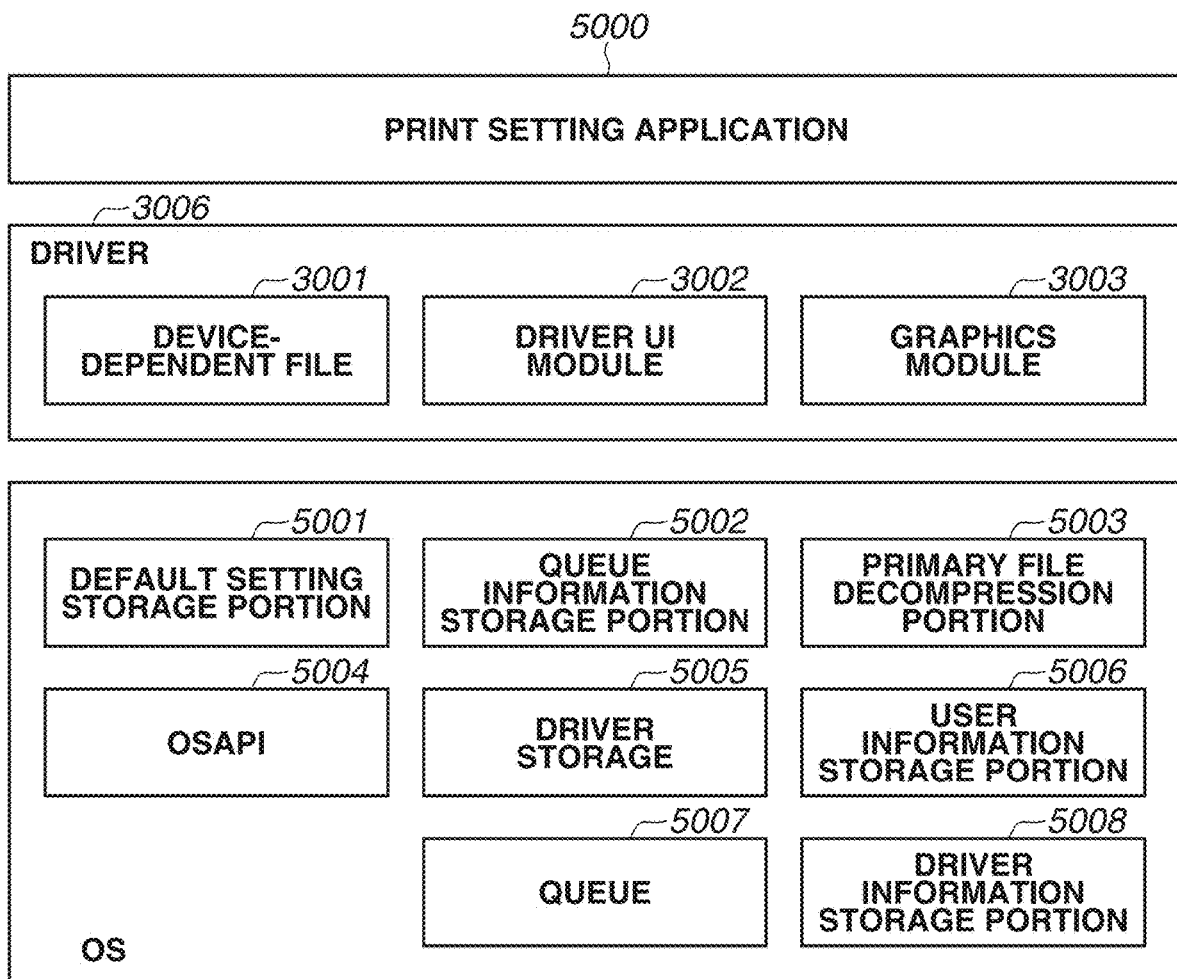 5000
PRINT SETTING APPLICATION
3006
DRIVER
3001
3002
3003
DEVICE-
DEPENDENT FILE
DRIVER UI
MODULE
GRAPHICS
MODULE
5001
5002
5003
DEFAULT SETTING
STORAGE PORTION
QUEUE
INFORMATION
STORAGE PORTION
PRIMARY FILE
DECOMPRESSION
PORTION
5004
5005
5006
OSAPI
DRIVER
STORAGE
USER
INFORMATION
STORAGE PORTION
5007
5008
QUEUE
DRIVER
INFORMATION
STORAGE PORTION
OS